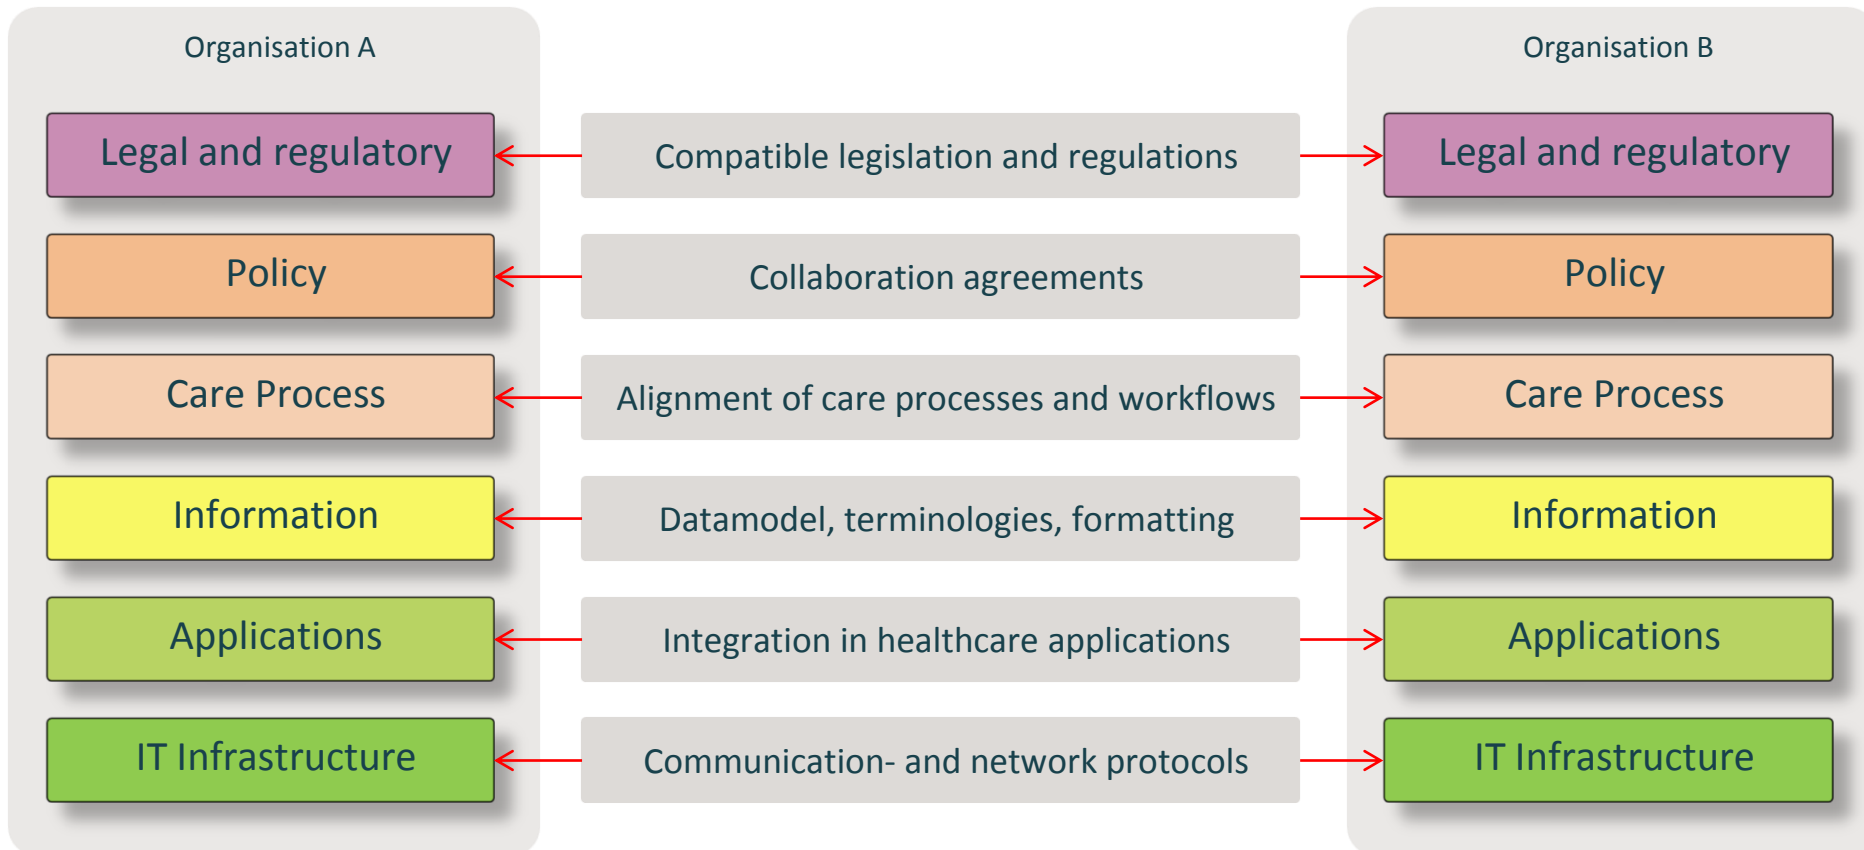 Organisation A
Organisation B
Legal and regulatory
Compatible legislation and regulations
Legal and regulatory
Policy
Collaboration agreements
Policy
Care Process
Alignment of care processes and workflows
Care Process
Information
Datamodel, terminologies, formatting
Information
Applications
Integration in healthcare applications
Applications
IT Infrastructure
Communication- and network protocols
IT Infrastructure